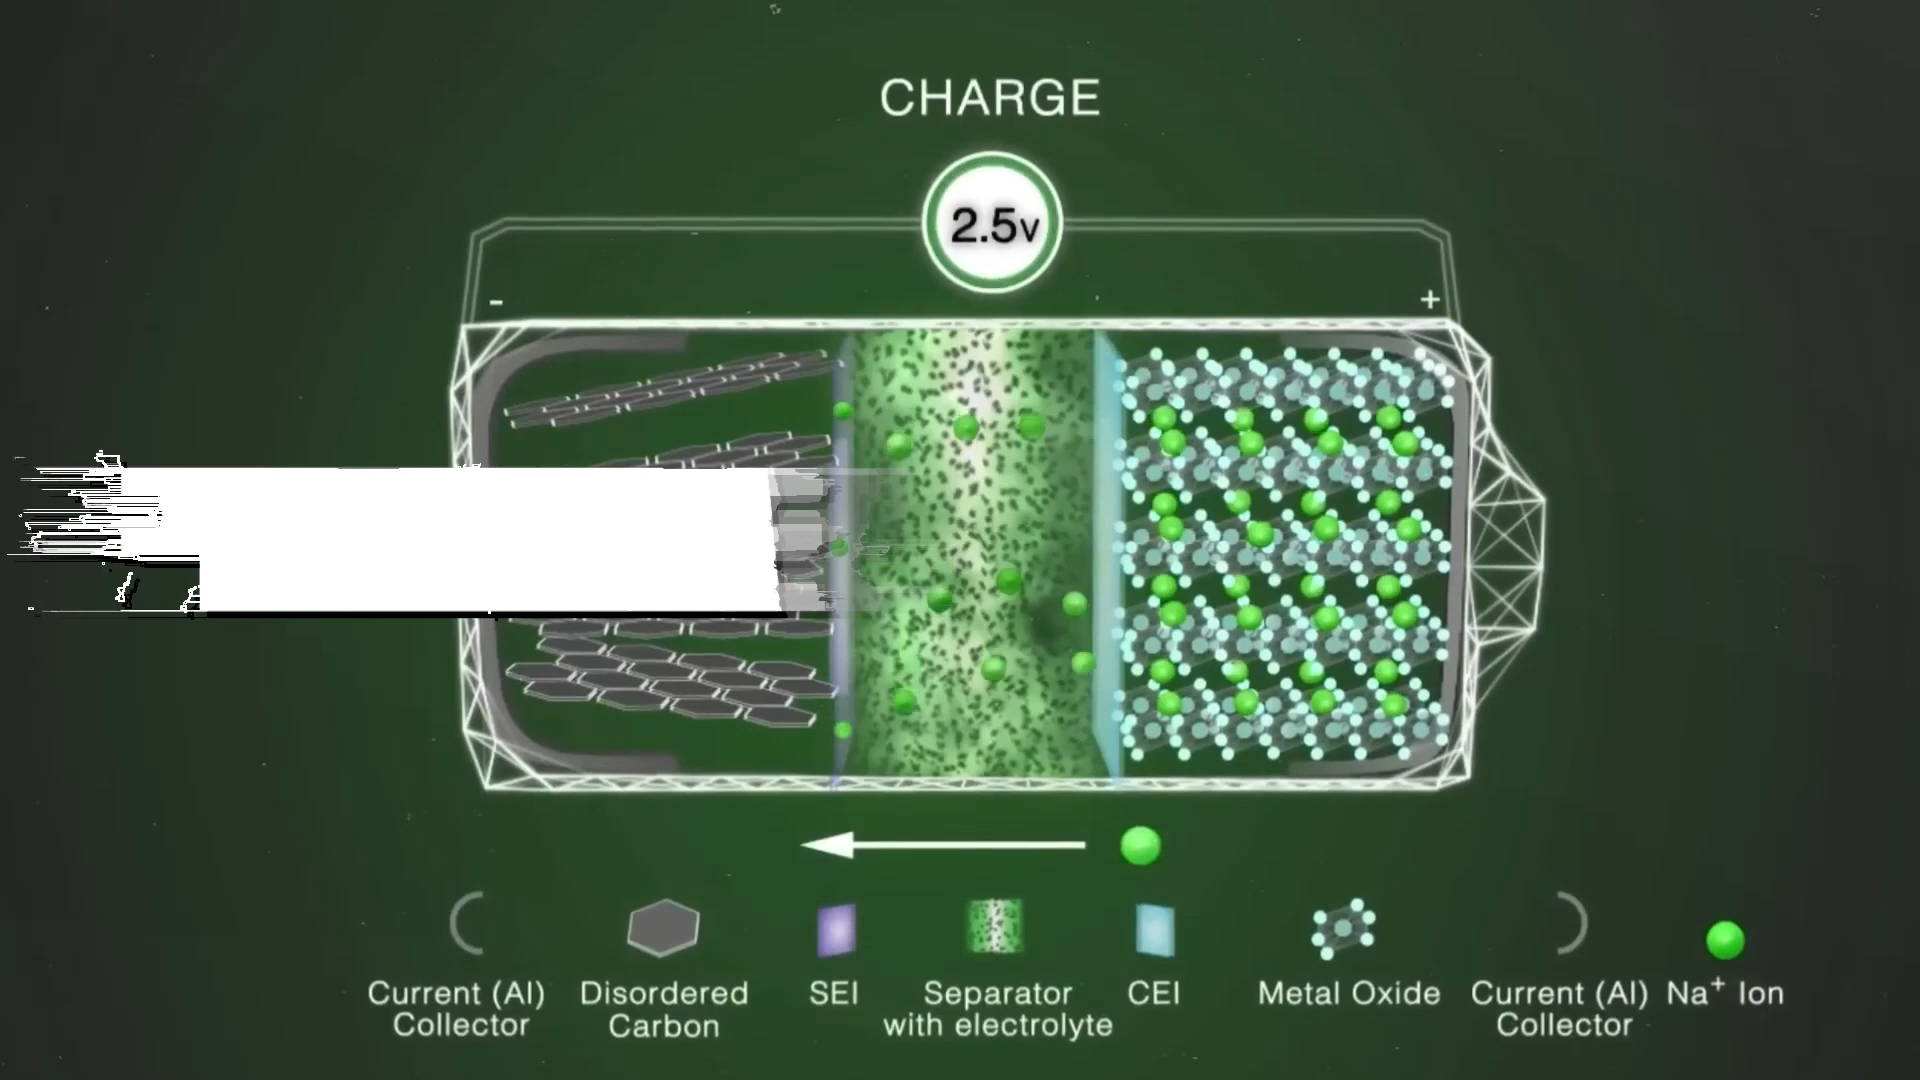 CHARGE
2.5v
- +
Current (Al) Collector
Disordered Carbon
SEI
Separator with electrolyte
CEI
Metal Oxide
Current (Al) Collector
Na⁺ Ion